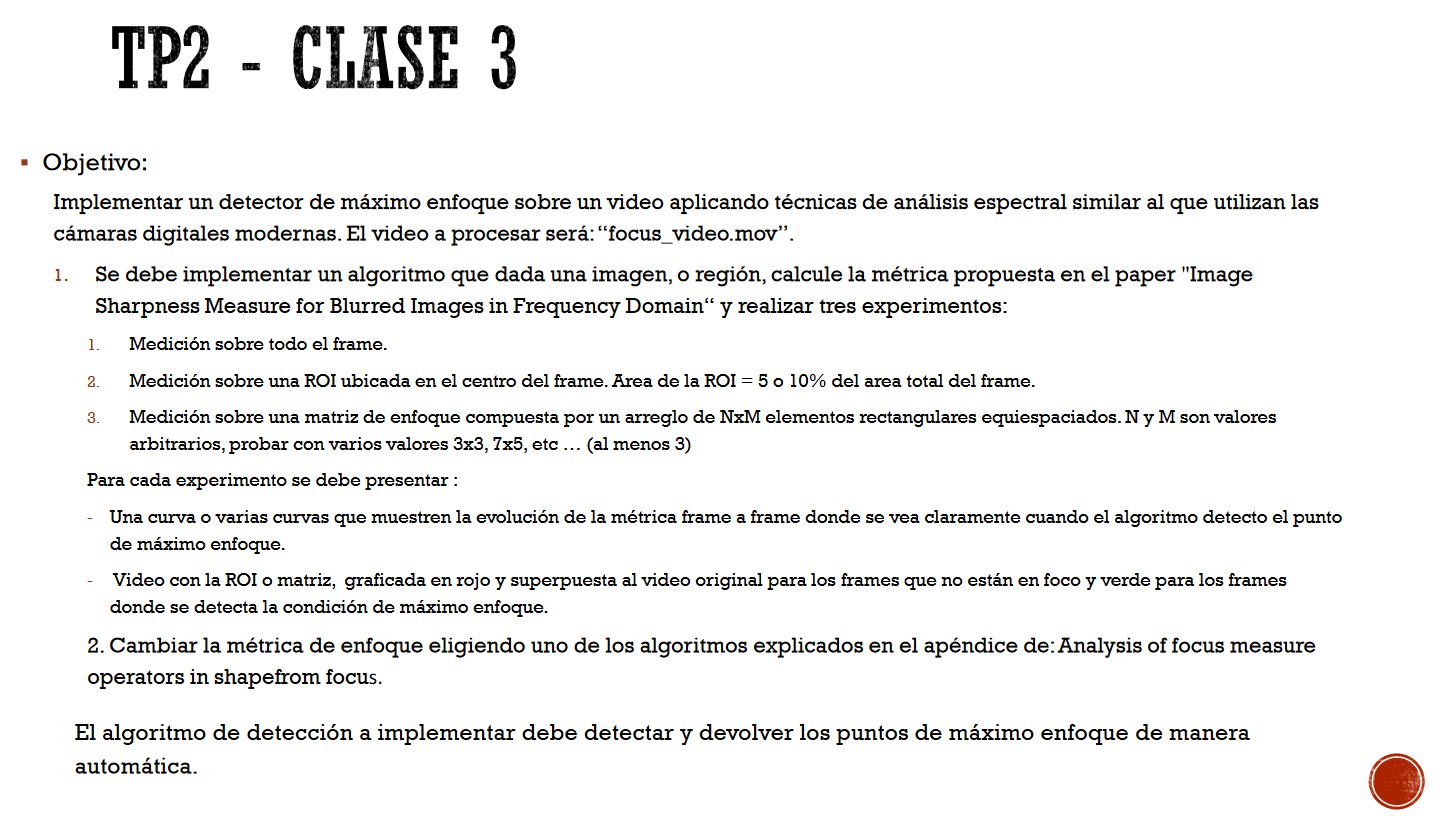 TP2 - CLASE 3
▪ Objetivo:
Implementar un detector de máximo enfoque sobre un video aplicando técnicas de análisis espectral similar al que utilizan las
cámaras digitales modernas. El video a procesar será: “focus_video.mov”.
1. Se debe implementar un algoritmo que dada una imagen, o región, calcule la métrica propuesta en el paper "Image
Sharpness Measure for Blurred Images in Frequency Domain“ y realizar tres experimentos:
1. Medición sobre todo el frame.
2. Medición sobre una ROI ubicada en el centro del frame. Area de la ROI = 5 o 10% del area total del frame.
3. Medición sobre una matriz de enfoque compuesta por un arreglo de NxM elementos rectangulares equiespaciados. N y M son valores
arbitrarios, probar con varios valores 3x3, 7x5, etc … (al menos 3)
Para cada experimento se debe presentar :
- Una curva o varias curvas que muestren la evolución de la métrica frame a frame donde se vea claramente cuando el algoritmo detecto el punto
de máximo enfoque.
- Video con la ROI o matriz, graficada en rojo y superpuesta al video original para los frames que no están en foco y verde para los frames
donde se detecta la condición de máximo enfoque.
2. Cambiar la métrica de enfoque eligiendo uno de los algoritmos explicados en el apéndice de: Analysis of focus measure
operators in shapefrom focus.
El algoritmo de detección a implementar debe detectar y devolver los puntos de máximo enfoque de manera
automática.